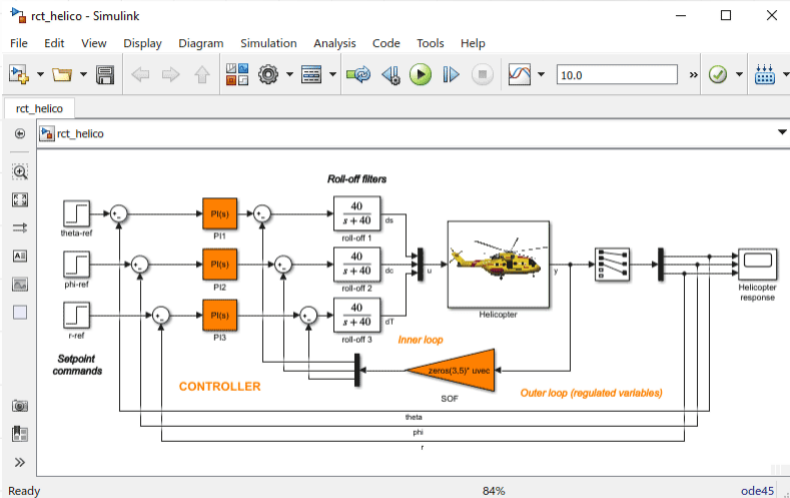 rct_helico - Simulink
File Edit View Display Diagram Simulation Analysis Code Tools Help
10.0
»
rct_helico
rct_helico
Roll-off filters
theta-ref
PI(s)
PI1
40
s + 40
roll-off 1
ds
phi-ref
PI(s)
PI2
40
s + 40
roll-off 2
dc
u
Helicopter
y
Helicopter
response
r-ref
PI(s)
PI3
40
s + 40
roll-off 3
dT
Inner loop
Setpoint
commands
CONTROLLER
zeros(3,5)* uvec
SOF
Outer loop (regulated variables)
theta
phi
r
»
Ready 84% ode45